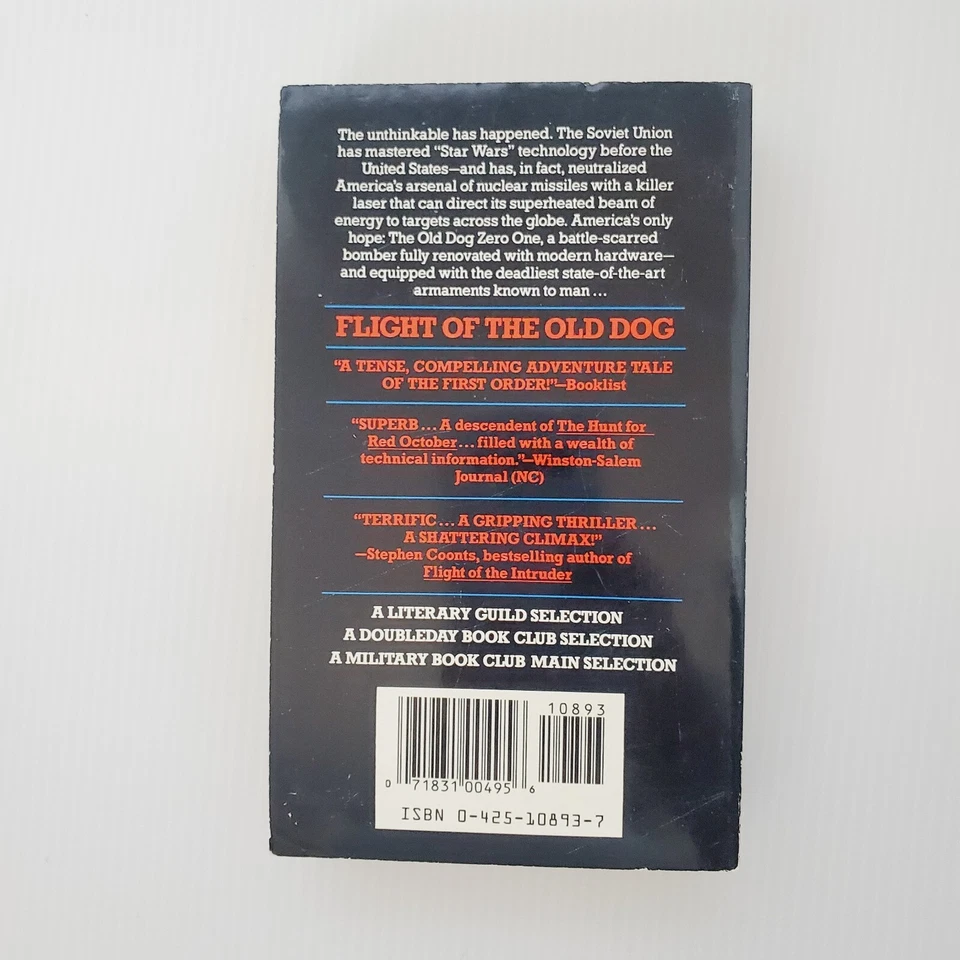 The unthinkable has happened. The Soviet Union
has mastered “Star Wars” technology before the
United States—and has, in fact, neutralized
America's arsenal of nuclear missiles with a killer
laser that can direct its superheated beam of
energy to targets across the globe. America's only
hope: The Old Dog Zero One, a battle-scarred
bomber fully renovated with modern hardware—
and equipped with the deadliest state-of-the-art
armaments known to man...
FLIGHT OF THE OLD DOG
“A TENSE, COMPELLING ADVENTURE TALE
OF THE FIRST ORDER!”—Booklist
“SUPERB...A descendent of The Hunt for
Red October...filled with a wealth of
technical information.”—Winston-Salem
Journal (NC)
“TERRIFIC...A GRIPPING THRILLER...
A SHATTERING CLIMAX!”
—Stephen Coonts, bestselling author of
Flight of the Intruder
A LITERARY GUILD SELECTION
A DOUBLEDAY BOOK CLUB SELECTION
A MILITARY BOOK CLUB MAIN SELECTION
10893
0 71831 00495 6
ISBN 0-425-10893-7